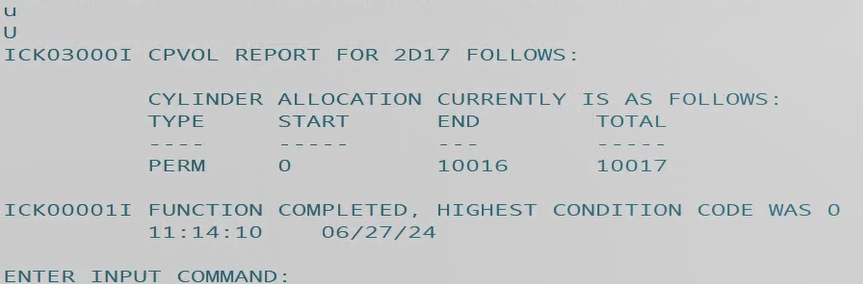 u
U
ICK03000I CPVOL REPORT FOR 2D17 FOLLOWS:
CYLINDER ALLOCATION CURRENTLY IS AS FOLLOWS:
TYPE START END TOTAL
---- ----- --- -----
PERM 0 10016 10017
ICK00001I FUNCTION COMPLETED, HIGHEST CONDITION CODE WAS 0
11:14:10 06/27/24
ENTER INPUT COMMAND: